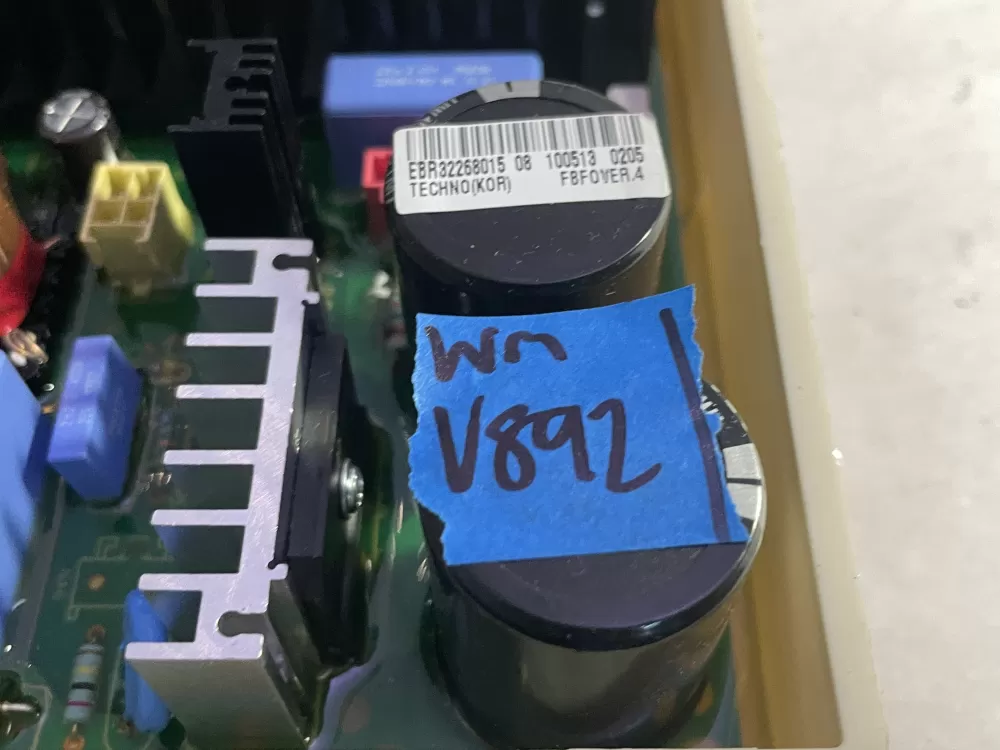 EBR32268015 08 100513 0205
TECHNO(KOR) FBFOVER.4
Wm
V892